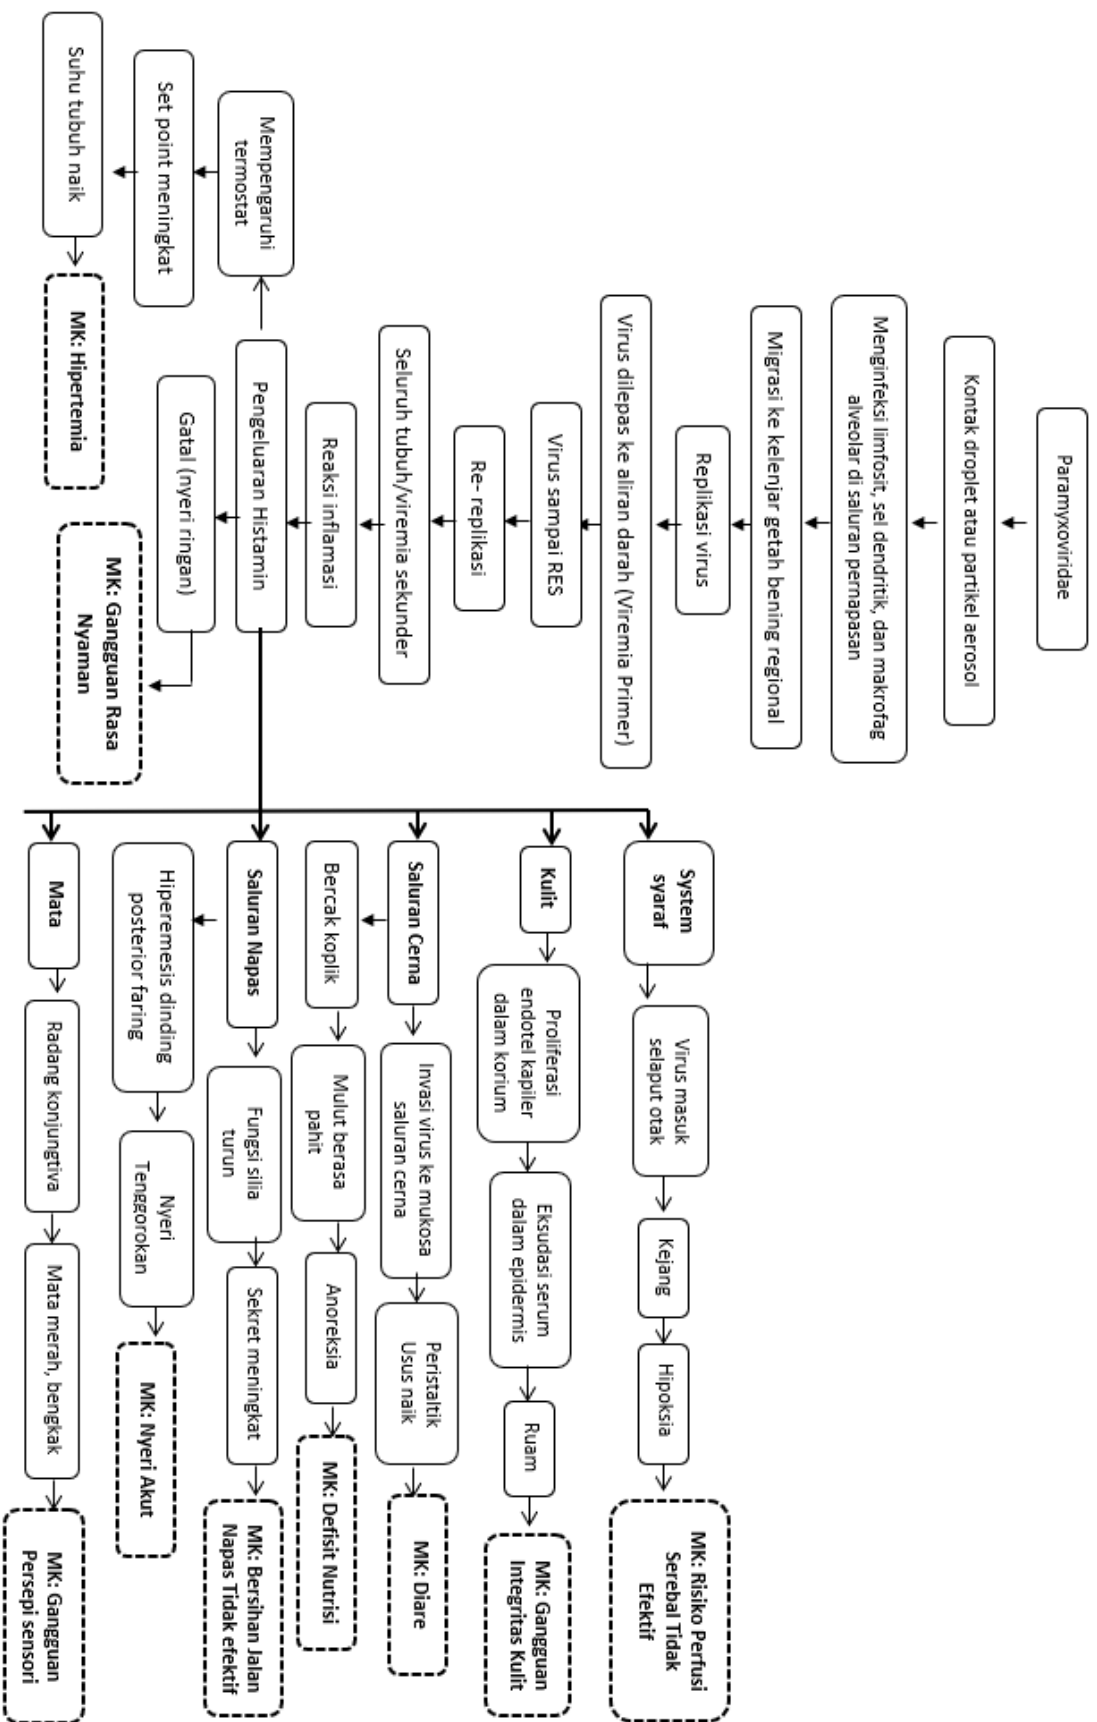 Paramyxoviridae
Kontak droplet atau partikel aerosol
Menginfeksi limfosit, sel dendritik, dan makrofag
alveolar di saluran pernapasan
Migrasi ke kelenjar getah bening regional
Replikasi virus
Virus dilepas ke aliran darah (Viremia Primer)
Virus sampai RES
Re- replikasi
Seluruh tubuh/viremia sekunder
Reaksi inflamasi
Pengeluaran Histamin
Gatal (nyeri ringan)
MK: Gangguan Rasa
Nyaman
Mempengaruhi
termostat
Set point meningkat
Suhu tubuh naik
MK: Hipertemia
System
syaraf
Virus masuk
selaput otak
Kejang
Hipoksia
MK: Risiko Perfusi
Serebal Tidak
Efektif
Kulit
Proliferasi
endotel kapiler
dalam korium
Eksudasi serum
dalam epidermis
Ruam
MK: Gangguan
Integritas Kulit
Saluran Cerna
Invasi virus ke mukosa
saluran cerna
Peristaltik
Usus naik
MK: Diare
Bercak koplik
Mulut berasa
pahit
Anoreksia
MK: Defisit Nutrisi
Saluran Napas
Fungsi silia
turun
Sekret meningkat
MK: Bersihan Jalan
Napas Tidak efektif
Hiperemesis dinding
posterior faring
Nyeri
Tenggorokan
MK: Nyeri Akut
Mata
Radang konjungtiva
Mata merah, bengkak
MK: Gangguan
Persepi sensori